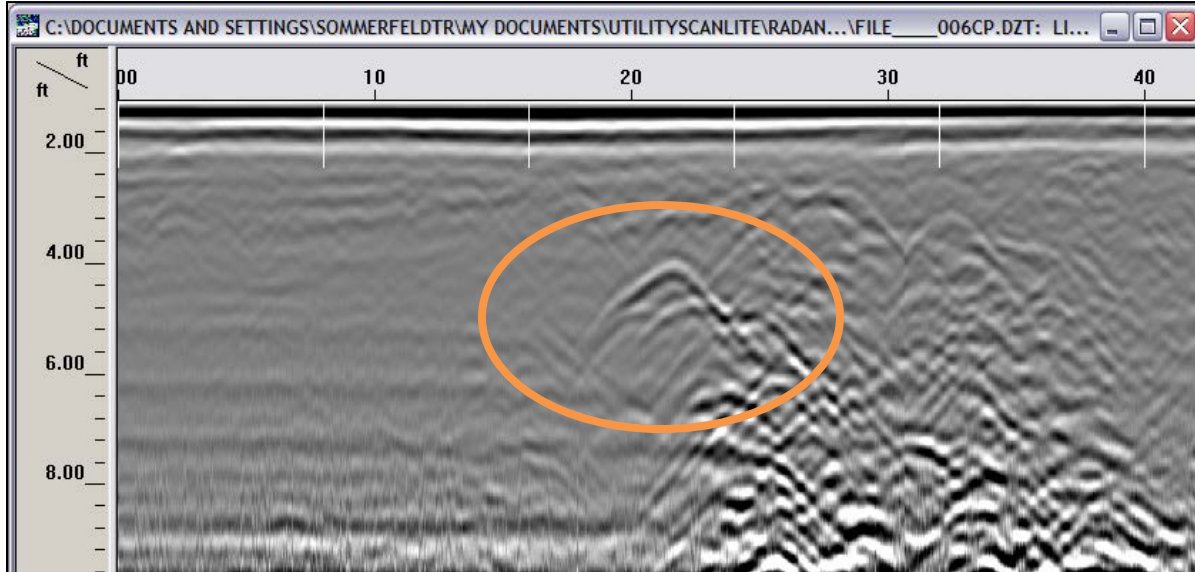 C:\DOCUMENTS AND SETTINGS\SOMMERFELDTR\MY DOCUMENTS\UTILITYSCANLITE\RADAN...\FILE____006CP.DZT: LI...
ft
ft
00 10 20 30 40
2.00
4.00
6.00
8.00